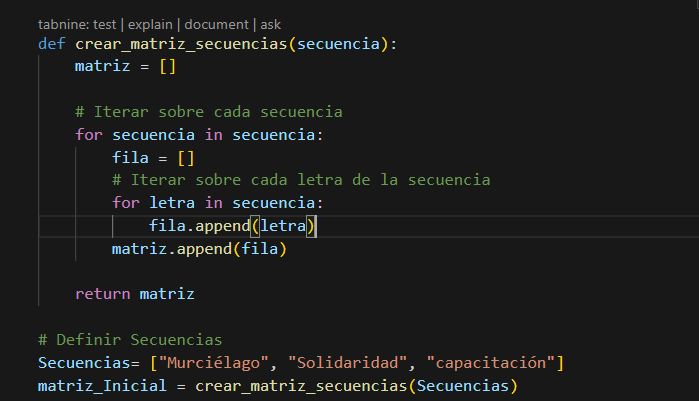 tabnine: test | explain | document | ask
def crear_matriz_secuencias(secuencia):
    matriz = []

    # Iterar sobre cada secuencia
    for secuencia in secuencia:
        fila = []
        # Iterar sobre cada letra de la secuencia
        for letra in secuencia:
            fila.append(letra)
        matriz.append(fila)

    return matriz

# Definir Secuencias
Secuencias= ["Murciélago", "Solidaridad", "capacitación"]
matriz_Inicial = crear_matriz_secuencias(Secuencias)